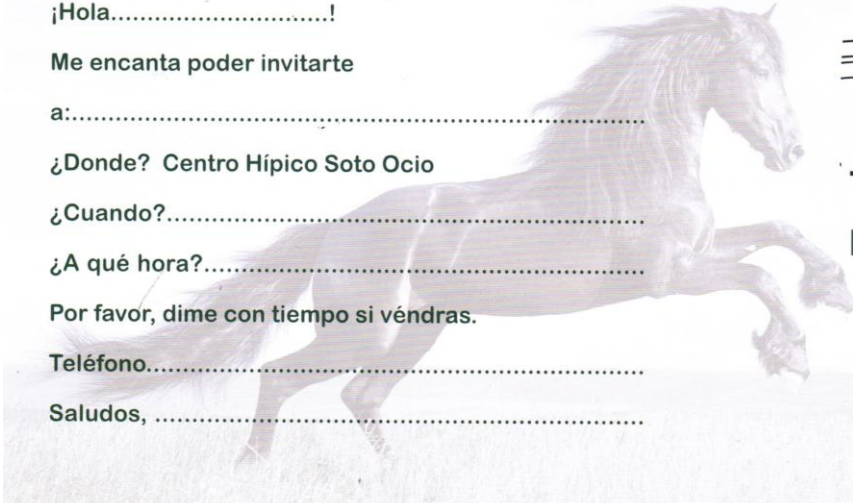 ¡Hola............................!
Me encanta poder invitarte
a:..........................................................................
¿Donde? Centro Hípico Soto Ocio
¿Cuando?..............................................................
¿A qué hora?.........................................................
Por favor, dime con tiempo si véndras.
Teléfono................................................................
Saludos, ...............................................................